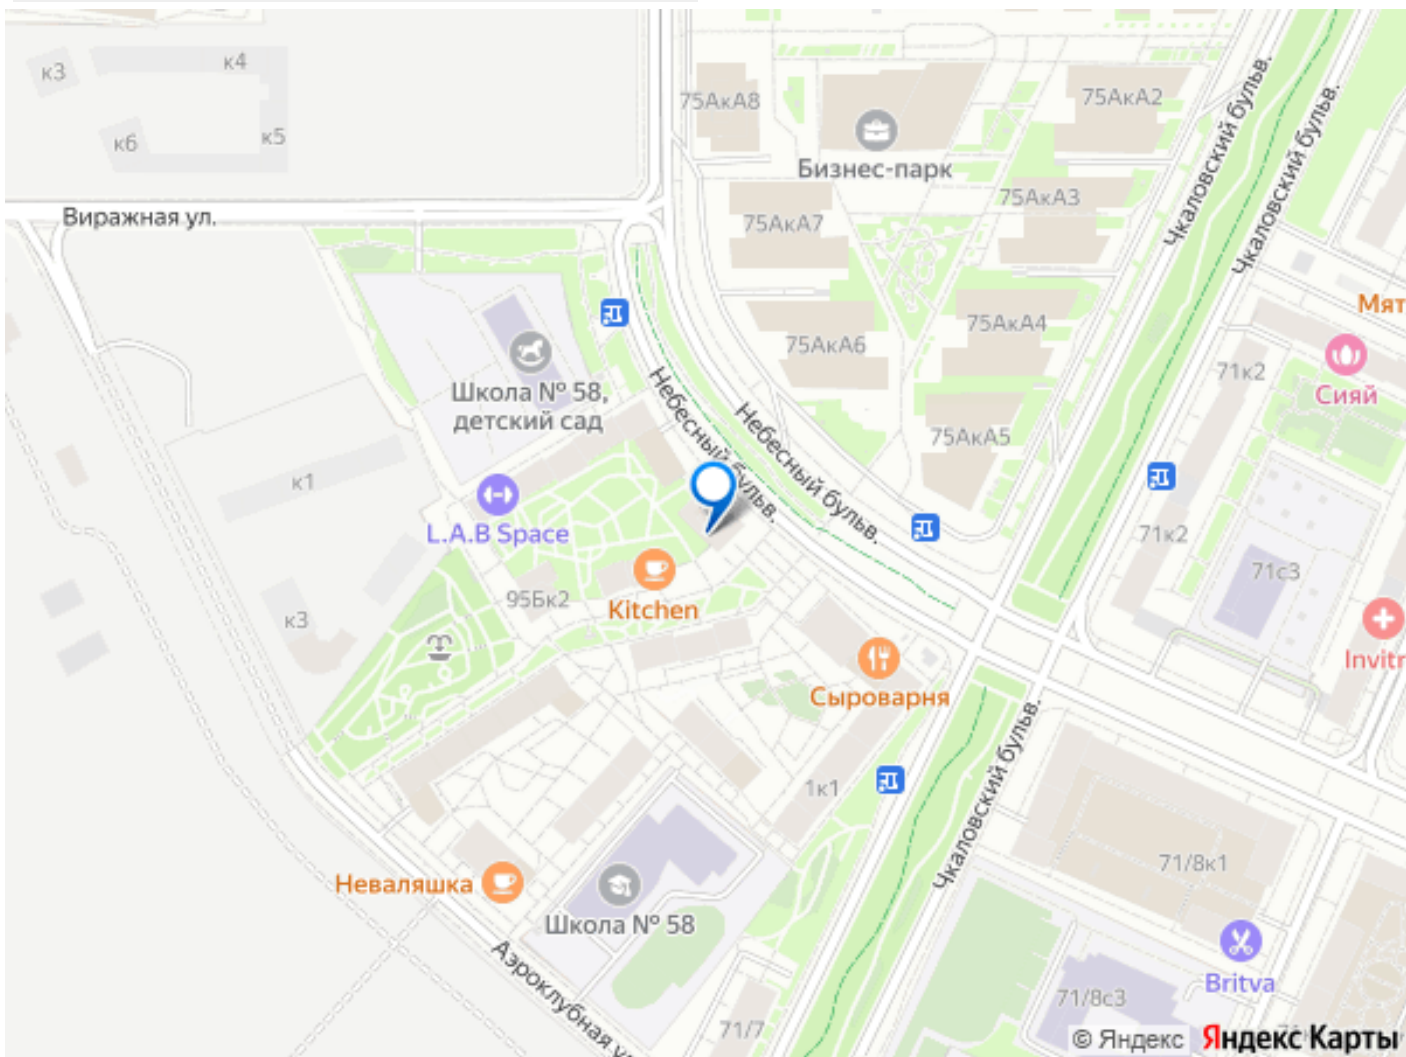 к4
к3
к5
к6
Чкаловский бульв.
Чкаловский бульв.
75АкА8
75АкА2
Бизнес-парк
75АкА3
Виражная ул.
75АкА7
75АкА4
75АкА6
Мят
71к2
Сияй
Школа № 58,
детский сад
Небесный бульв.
Небесный бульв.
75АкА5
к1
L.A.B Space
71к2
71с3
95Бк2
Kitchen
к3
Invitr
Сыроварня
Чкаловский бульв.
1к1
71/8к1
Неваляшка
Школа № 58
Аэроклубная у
Britva
71/8с3
71/7
© Яндекс
Яндекс Карты